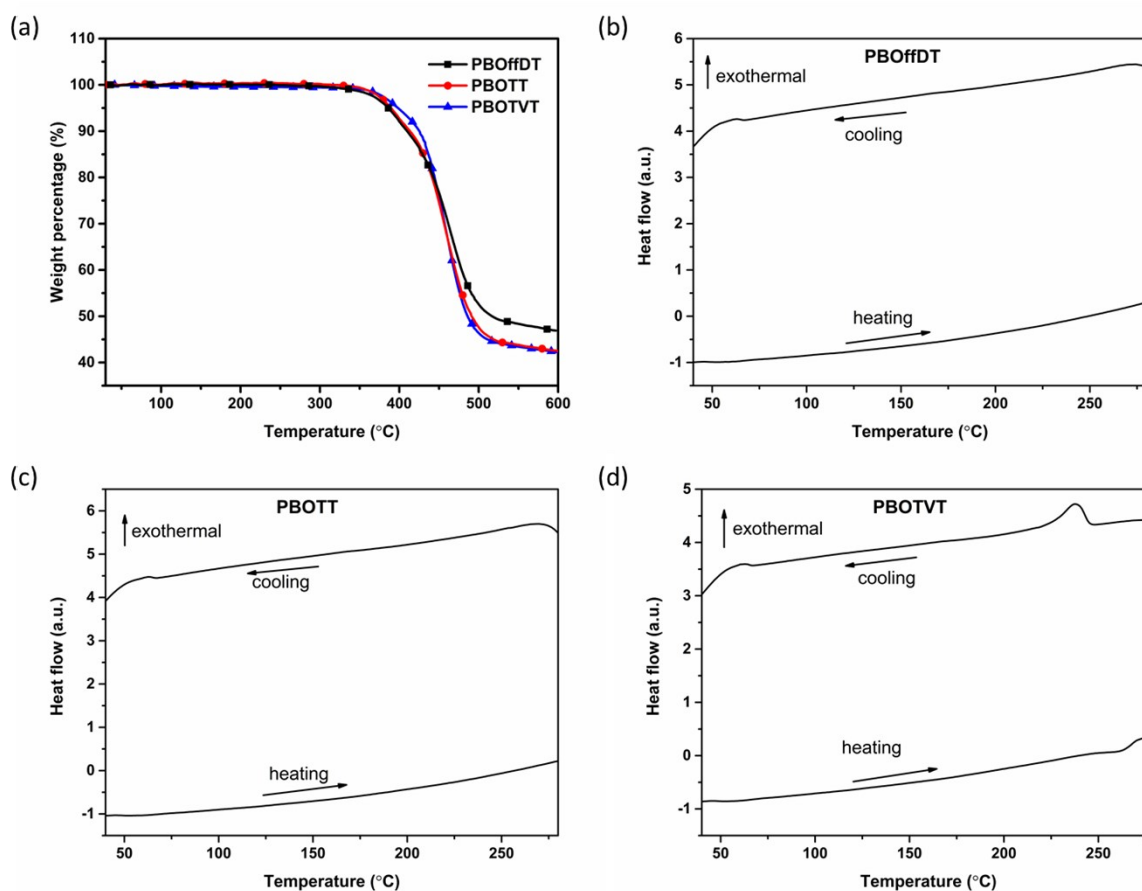 (a)
110
100
90
80
70
60
50
40
Weight percentage (%)
100 200 300 400 500 600
Temperature (°C)
PBOffDT
PBOTT
PBOTVT
(b)
PBOffDT
6
5
4
3
2
1
0
-1
Heat flow (a.u.)
exothermal
cooling
heating
50 100 150 200 250
Temperature (°C)
(c)
PBOTT
6
5
4
3
2
1
0
-1
Heat flow (a.u.)
exothermal
cooling
heating
50 100 150 200 250
Temperature (°C)
(d)
PBOTVT
5
4
3
2
1
0
-1
Heat flow (a.u.)
exothermal
cooling
heating
50 100 150 200 250
Temperature (°C)